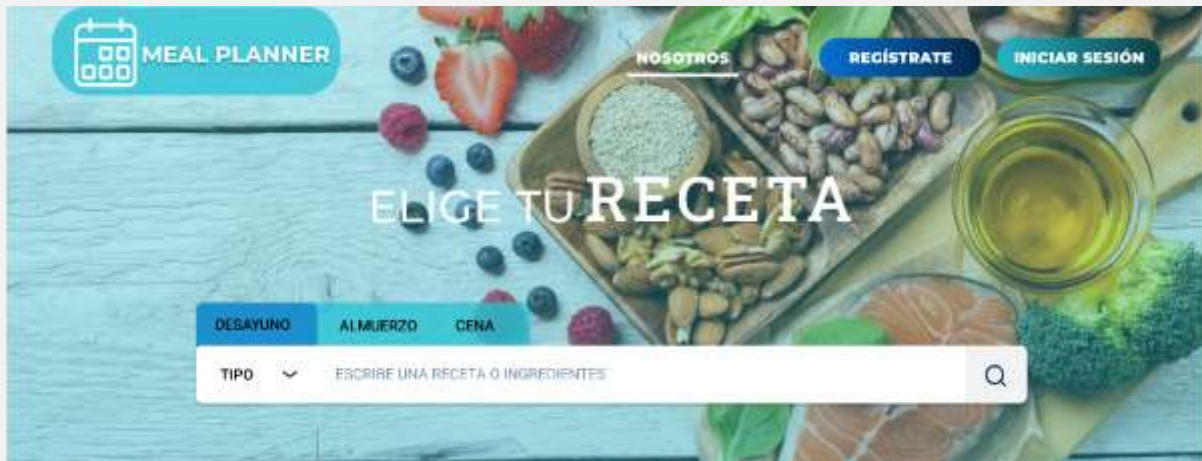 MEAL PLANNER
NOSOTROS
REGÍSTRATE
INICIAR SESIÓN
ELIGE TU RECETA
DESAYUNO
ALMUERZO
CENA
TIPO
ESCRIBE UNA RECETA O INGREDIENTES